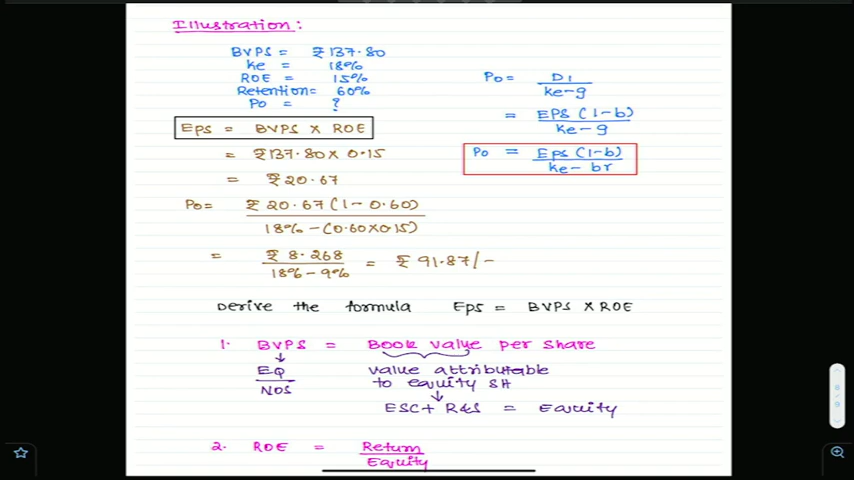 Illustration:
BVPS = ₹137.80
Ke = 18%
ROE = 15%
Retention = 60%
Po = ?
Po = D1 / ke-g
= EPS (1-b) / ke-g
Po = Eps (1-b) / ke-br
Eps = BVPS X ROE
= ₹137.80 X 0.15
= ₹20.67
Po = ₹20.67 (1-0.60) / 18% - (0.60X0.15)
= ₹8.268 / 18%-9% = ₹91.87/-
Derive the formula Eps = BVPS X ROE
1. BVPS = Book value per share
EQ / NOS
value attributable
to equity SH
ESC + R&S = Equity
2. ROE = Return / Equity